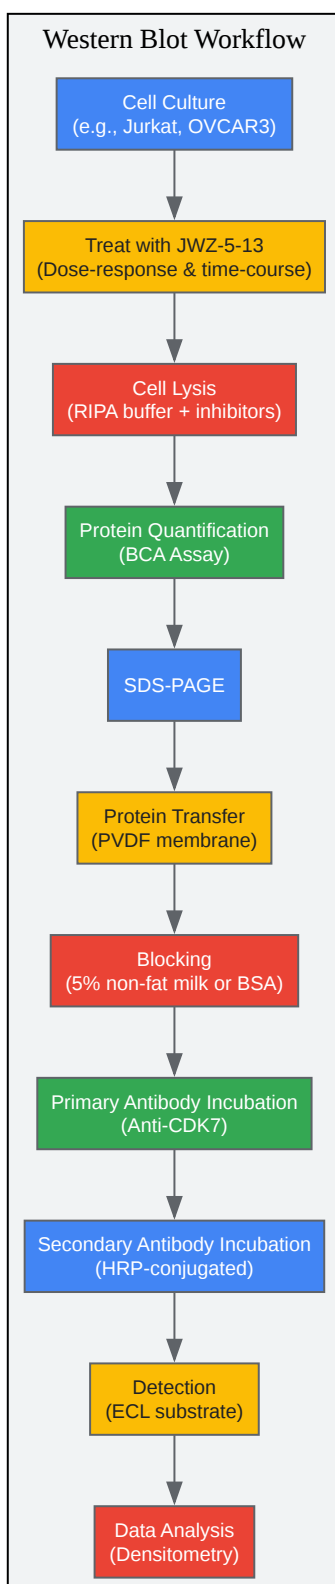 Western Blot Workflow
Cell Culture
(e.g., Jurkat, OVCAR3)
Treat with JWZ-5-13
(Dose-response & time-course)
Cell Lysis
(RIPA buffer + inhibitors)
Protein Quantification
(BCA Assay)
SDS-PAGE
Protein Transfer
(PVDF membrane)
Blocking
(5% non-fat milk or BSA)
Primary Antibody Incubation
(Anti-CDK7)
Secondary Antibody Incubation
(HRP-conjugated)
Detection
(ECL substrate)
Data Analysis
(Densitometry)